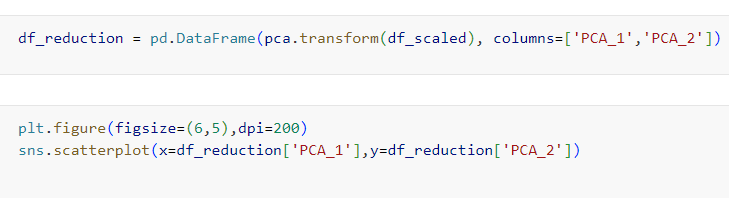 df_reduction = pd.DataFrame(pca.transform(df_scaled), columns=['PCA_1','PCA_2'])
plt.figure(figsize=(6,5),dpi=200)
sns.scatterplot(x=df_reduction['PCA_1'],y=df_reduction['PCA_2'])